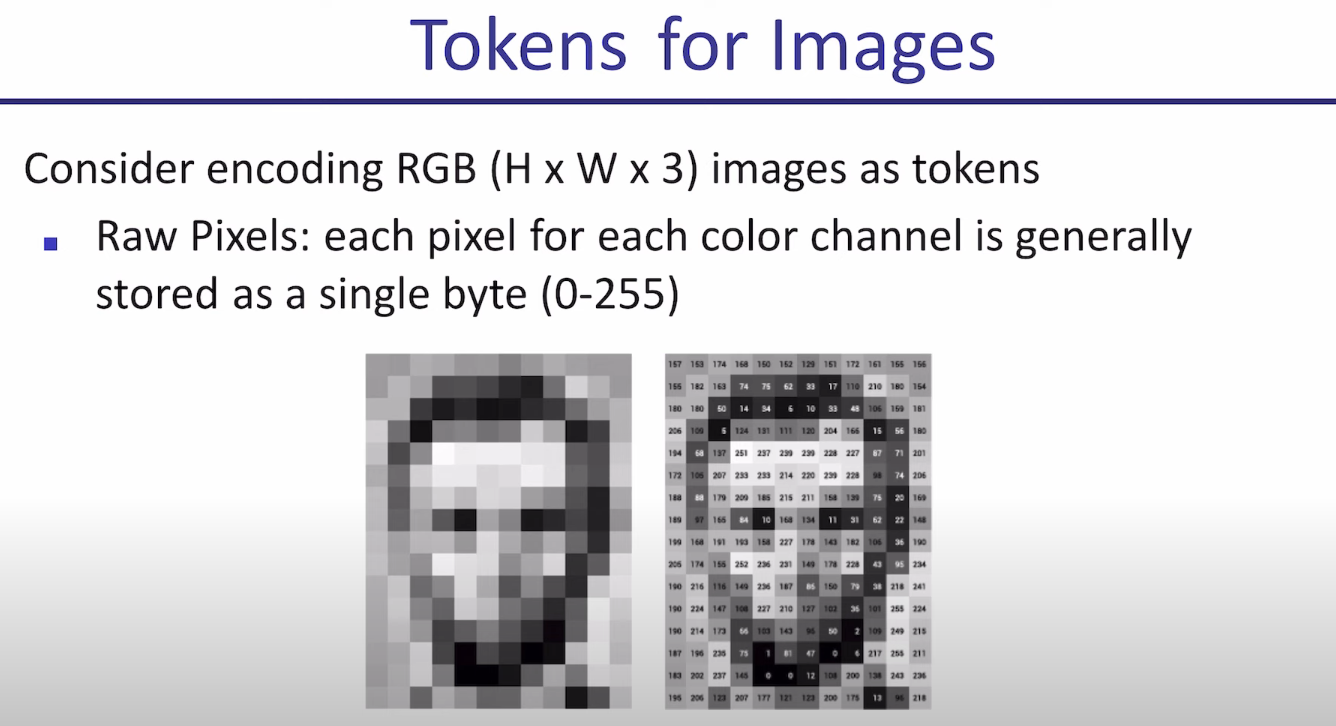 Tokens for Images
Consider encoding RGB (H x W x 3) images as tokens
Raw Pixels: each pixel for each color channel is generally
stored as a single byte (0-255)
157 153 174 168 150 152 129 151 172 161 155 156
155 182 163 74 75 62 33 17 110 210 180 154
180 180 50 14 34 6 10 33 48 106 159 181
206 109 5 124 131 111 120 204 166 15 56 180
194 68 137 251 237 239 239 228 227 87 71 201
172 105 207 233 233 214 220 239 228 98 74 206
188 88 179 209 185 215 211 158 139 75 20 169
189 97 165 84 10 168 134 11 31 62 22 148
199 168 191 193 158 227 178 143 182 106 36 190
205 174 155 252 236 231 149 178 228 43 95 234
190 216 116 149 236 187 85 150 79 38 218 241
190 224 147 108 227 210 127 102 36 101 255 224
190 214 173 66 103 143 95 50 2 109 249 215
187 196 235 75 1 81 47 0 6 217 255 211
183 202 237 145 0 0 12 108 200 138 243 236
195 206 123 207 177 121 123 200 175 13 96 218